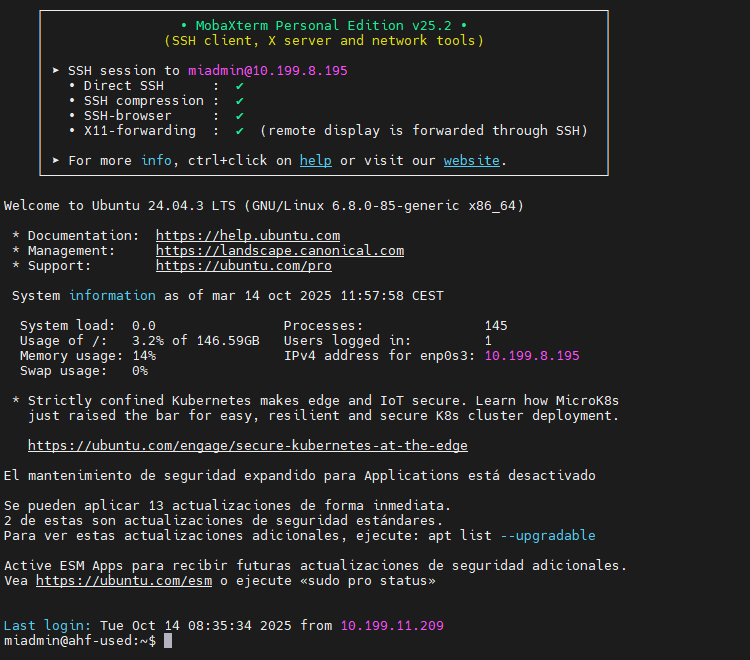 • MobaXterm Personal Edition v25.2 •
(SSH client, X server and network tools)
➤ SSH session to miadmin@10.199.8.195
• Direct SSH : ✔
• SSH compression : ✔
• SSH-browser : ✔
• X11-forwarding : ✔ (remote display is forwarded through SSH)
➤ For more info, ctrl+click on help or visit our website.
Welcome to Ubuntu 24.04.3 LTS (GNU/Linux 6.8.0-85-generic x86_64)
* Documentation: https://help.ubuntu.com
* Management: https://landscape.canonical.com
* Support: https://ubuntu.com/pro
System information as of mar 14 oct 2025 11:57:58 CEST
System load: 0.0 Processes: 145
Usage of /: 3.2% of 146.59GB Users logged in: 1
Memory usage: 14% IPv4 address for enp0s3: 10.199.8.195
Swap usage: 0%
* Strictly confined Kubernetes makes edge and IoT secure. Learn how MicroK8s
just raised the bar for easy, resilient and secure K8s cluster deployment.
https://ubuntu.com/engage/secure-kubernetes-at-the-edge
El mantenimiento de seguridad expandido para Applications está desactivado
Se pueden aplicar 13 actualizaciones de forma inmediata.
2 de estas son actualizaciones de seguridad estándares.
Para ver estas actualizaciones adicionales, ejecute: apt list --upgradable
Active ESM Apps para recibir futuras actualizaciones de seguridad adicionales.
Vea https://ubuntu.com/esm o ejecute «sudo pro status»
Last login: Tue Oct 14 08:35:34 2025 from 10.199.11.209
miadmin@ahf-used:~$